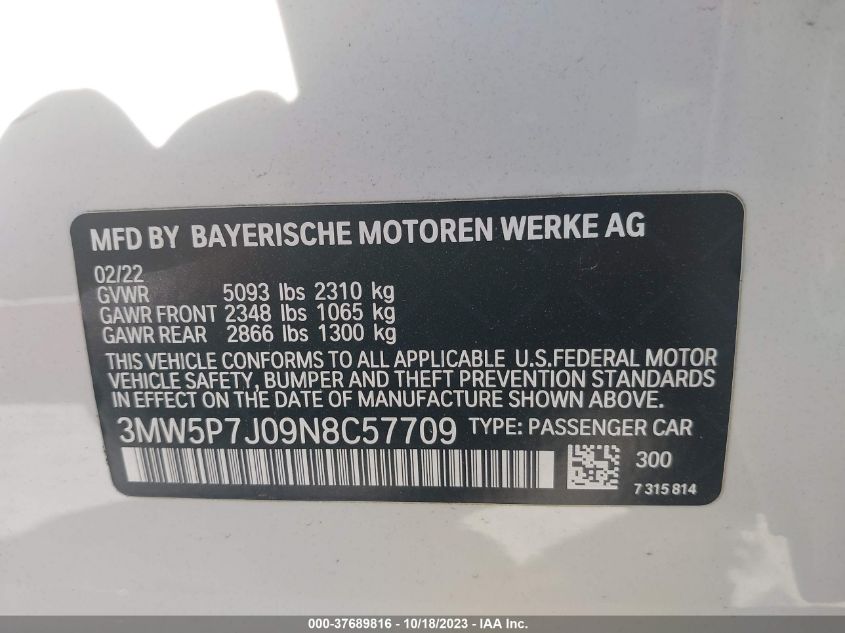 MFD BY BAYERISCHE MOTOREN WERKE AG
02/22
GVWR 5093 lbs 2310 kg
GAWR FRONT 2348 lbs 1065 kg
GAWR REAR 2866 lbs 1300 kg
THIS VEHICLE CONFORMS TO ALL APPLICABLE U.S.FEDERAL MOTOR
VEHICLE SAFETY, BUMPER AND THEFT PREVENTION STANDARDS
IN EFFECT ON THE DATE OF MANUFACTURE SHOWN ABOVE.
3MW5P7J09N8C57709 TYPE: PASSENGER CAR
300
7 315 814
000-37689816 - 10/18/2023 - IAA Inc.